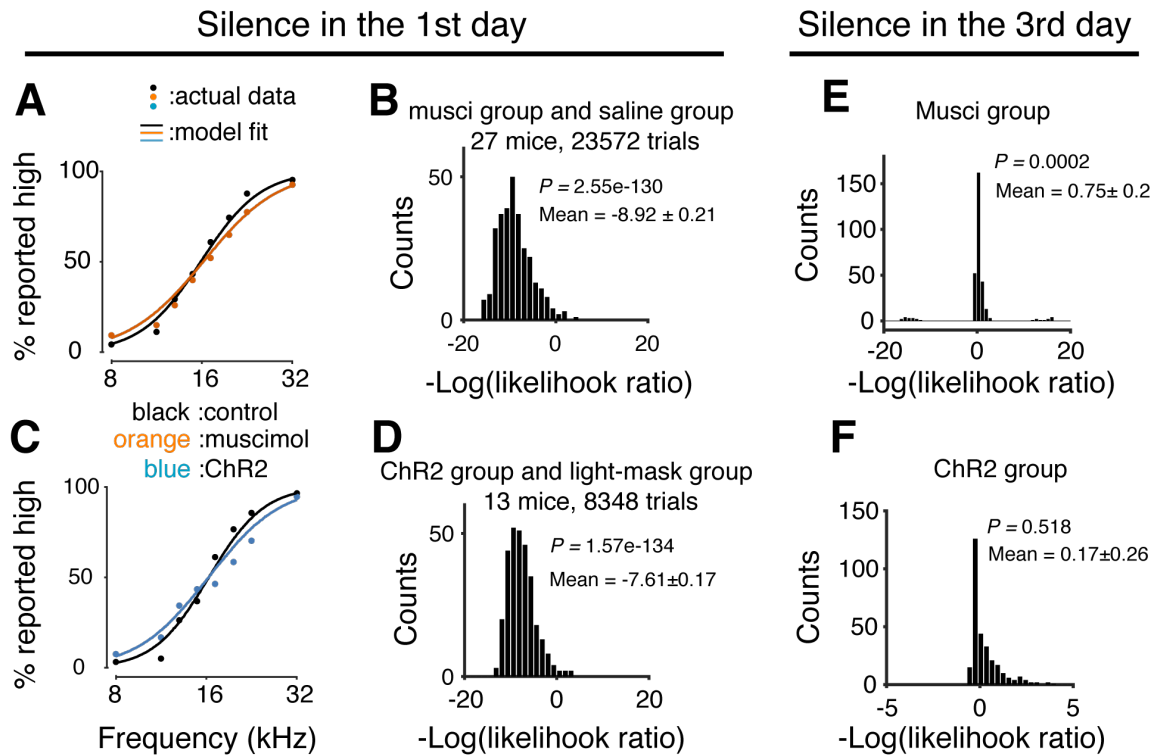 Silence in the 1st day
Silence in the 3rd day
A
:actual data
:model fit
% reported high
100
50
0
8
16
32
black :control
orange :muscimol
blue :ChR2
B
musci group and saline group
27 mice, 23572 trials
P = 2.55e-130
Mean = -8.92 ± 0.21
Counts
50
0
-20
0
20
-Log(likelihook ratio)
E
Musci group
P = 0.0002
Mean = 0.75± 0.2
Counts
150
100
50
0
-20
0
20
-Log(likelihook ratio)
C
% reported high
100
50
0
8
16
32
Frequency (kHz)
D
ChR2 group and light-mask group
13 mice, 8348 trials
P = 1.57e-134
Mean = -7.61±0.17
Counts
50
0
-20
0
20
-Log(likelihook ratio)
F
ChR2 group
P = 0.518
Mean = 0.17±0.26
Counts
150
100
50
0
-5
0
5
-Log(likelihook ratio)